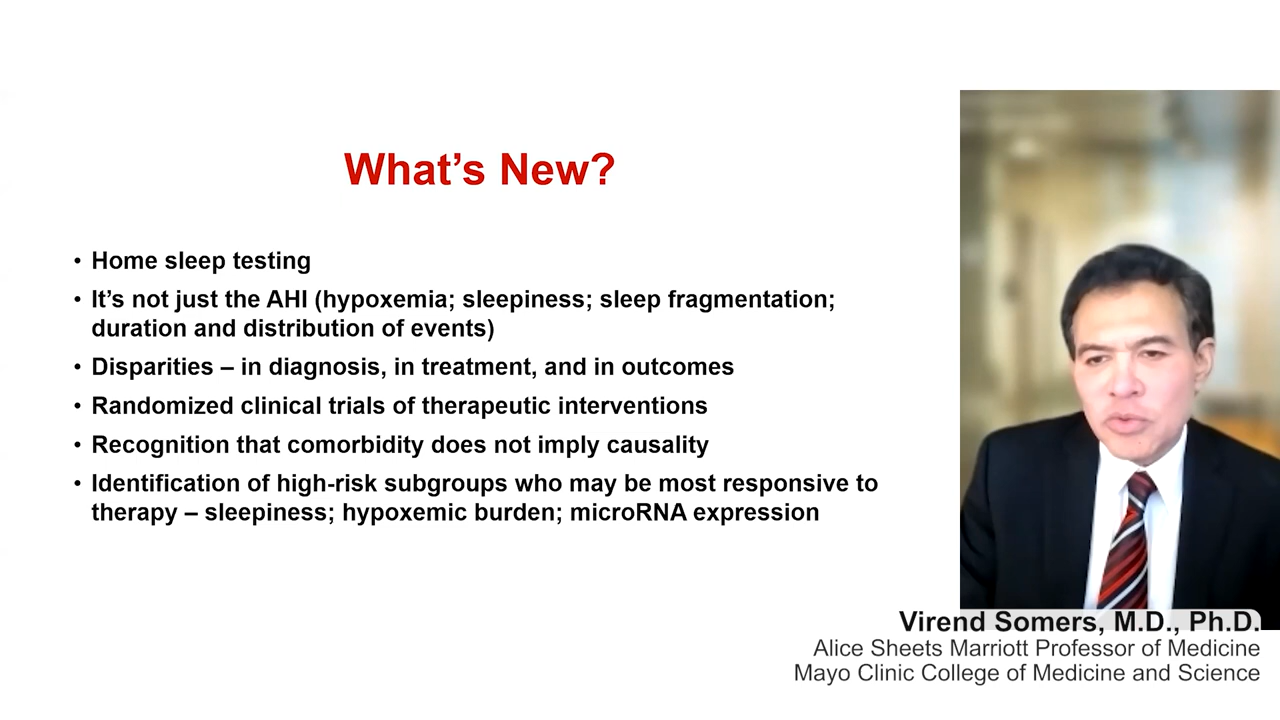 What’s New?
• Home sleep testing
• It’s not just the AHI (hypoxemia; sleepiness; sleep fragmentation;
duration and distribution of events)
• Disparities – in diagnosis, in treatment, and in outcomes
• Randomized clinical trials of therapeutic interventions
• Recognition that comorbidity does not imply causality
• Identification of high-risk subgroups who may be most responsive to
therapy – sleepiness; hypoxemic burden; microRNA expression
Virend Somers, M.D., Ph.D.
Alice Sheets Marriott Professor of Medicine
Mayo Clinic College of Medicine and Science